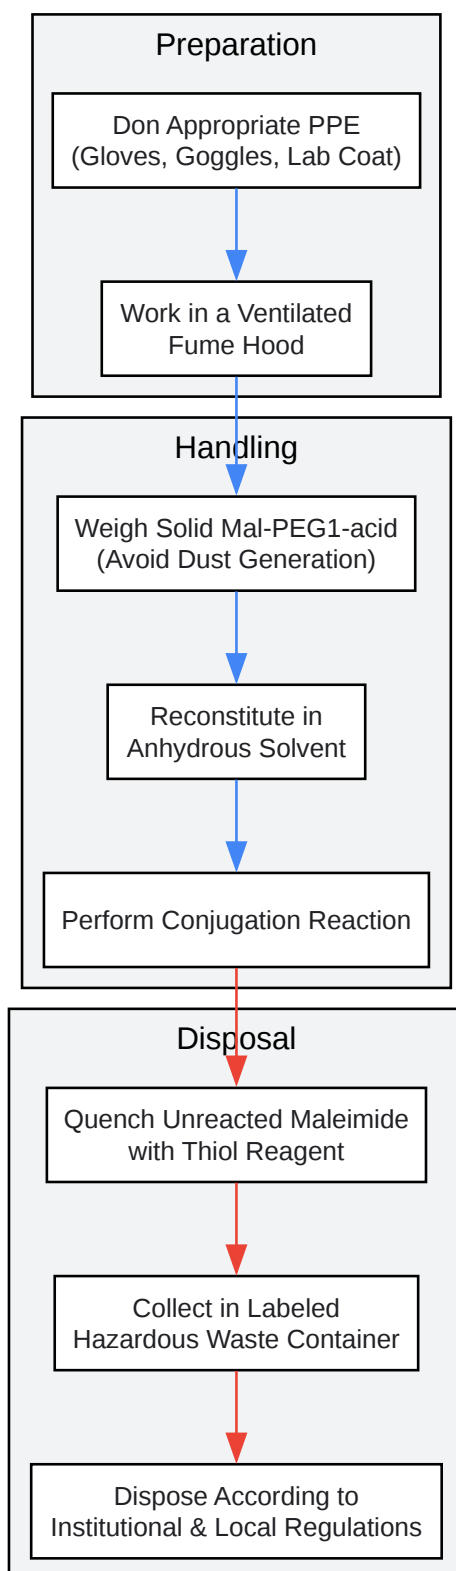 Preparation
Don Appropriate PPE
(Gloves, Goggles, Lab Coat)
Work in a Ventilated
Fume Hood
Handling
Weigh Solid Mal-PEG1-acid
(Avoid Dust Generation)
Reconstitute in
Anhydrous Solvent
Perform Conjugation Reaction
Disposal
Quench Unreacted Maleimide
with Thiol Reagent
Collect in Labeled
Hazardous Waste Container
Dispose According to
Institutional & Local Regulations